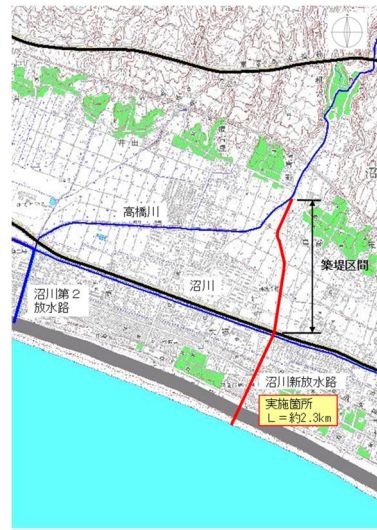 高橋川
築堤区間
沼川
沼川第２
放水路
沼川新放水路
実施箇所
Ｌ＝約2.3km